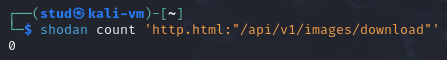 ┌──(stud㉿kali-vm)-[~]
└─$ shodan count 'http.html:"/api/v1/images/download"'
0